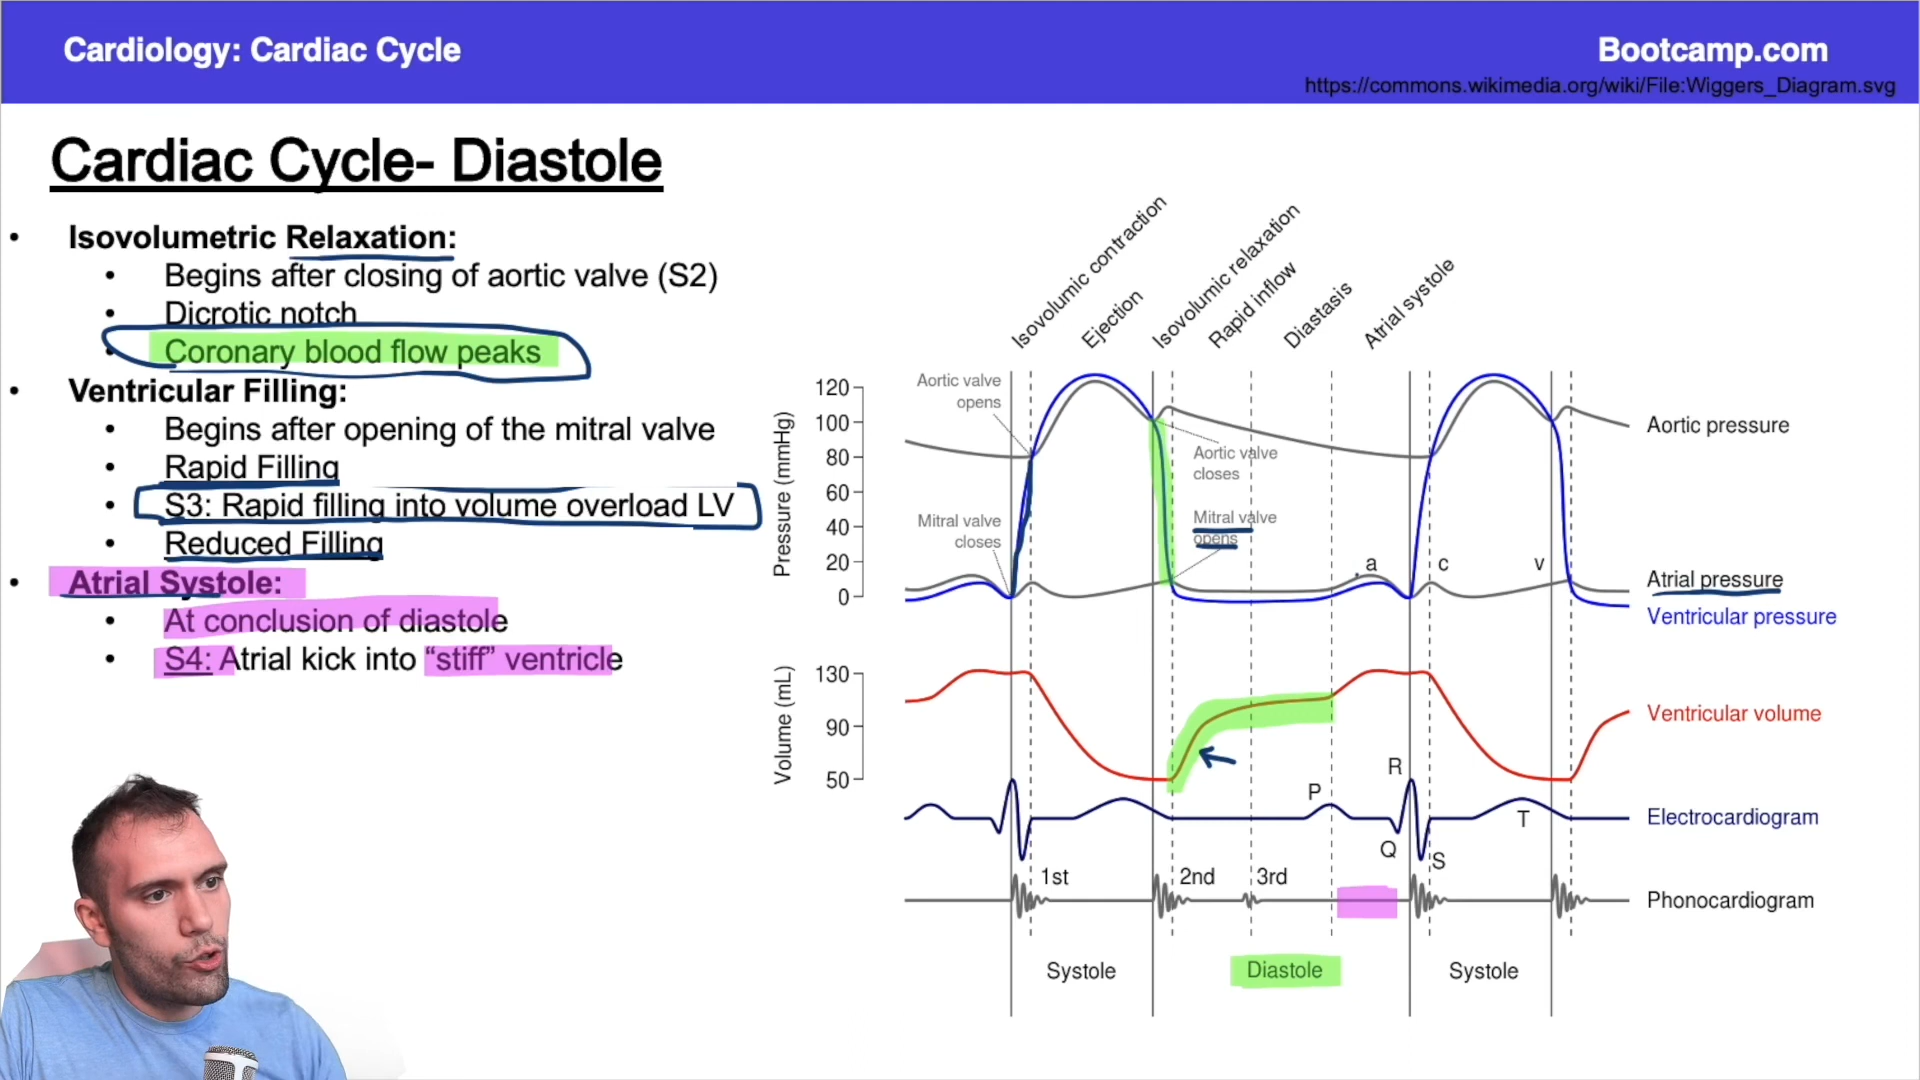 Cardiology: Cardiac Cycle
Bootcamp.com
https://commons.wikimedia.org/wiki/File:Wiggers_Diagram.svg
Cardiac Cycle- Diastole
• Isovolumetric Relaxation:
• Begins after closing of aortic valve (S2)
• Dicrotic notch
• Coronary blood flow peaks
• Ventricular Filling:
• Begins after opening of the mitral valve
• Rapid Filling
• S3: Rapid filling into volume overload LV
• Reduced Filling
• Atrial Systole:
• At conclusion of diastole
• S4: Atrial kick into “stiff” ventricle
Isovolumic contraction
Ejection
Isovolumic relaxation
Rapid inflow
Diastasis
Atrial systole
Pressure (mmHg)
120
100
80
60
40
20
0
Aortic valve
opens
Mitral valve
closes
Aortic valve
closes
Mitral valve
opens
a
c
v
Aortic pressure
Atrial pressure
Ventricular pressure
Volume (mL)
130
90
50
Ventricular volume
P
R
Q
S
T
Electrocardiogram
1st
2nd
3rd
Phonocardiogram
Systole
Diastole
Systole